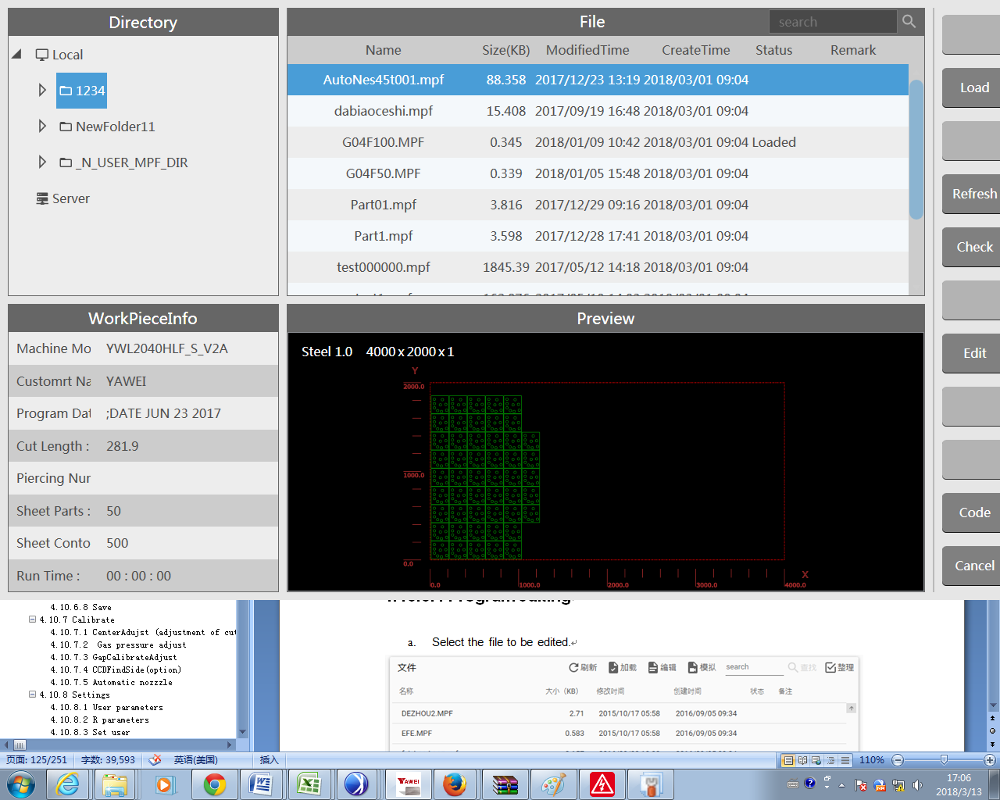 Directory
Local
1234
NewFolder11
_N_USER_MPF_DIR
Server
File
search
Name Size(KB) ModifiedTime CreateTime Status Remark
AutoNes45t001.mpf 88.358 2017/12/23 13:19 2018/03/01 09:04
dabiaoceshi.mpf 15.408 2017/09/19 16:48 2018/03/01 09:04
G04F100.MPF 0.345 2018/01/09 10:42 2018/03/01 09:04 Loaded
G04F50.MPF 0.339 2018/01/05 15:48 2018/03/01 09:04
Part01.mpf 3.816 2017/12/29 09:16 2018/03/01 09:04
Part1.mpf 3.598 2017/12/28 17:41 2018/03/01 09:04
test000000.mpf 1845.39 2017/05/12 14:18 2018/03/01 09:04
Load
Refresh
Check
Edit
Code
Cancel
WorkPieceInfo
Machine Mo YWL2040HLF_S_V2A
Customrt Na YAWEI
Program Dat ;DATE JUN 23 2017
Cut Length : 281.9
Piercing Nur
Sheet Parts : 50
Sheet Conto 500
Run Time : 00 : 00 : 00
Preview
Steel 1.0 4000 x 2000 x 1
Y
2000.0
1000.0
0.0
X
0.0 1000.0 2000.0 3000.0 4000.0
4.10.6.8 Save
4.10.7 Calibrate
4.10.7.1 CenterAdujst (adjustment of cut
4.10.7.2 Gas pressure adjust
4.10.7.3 GapCalibrateAdjust
4.10.7.4 CCDFindSide(option)
4.10.7.5 Automatic nozzzle
4.10.8 Settings
4.10.8.1 User parameters
4.10.8.2 R parameters
4.10.8.3 Set user
a. Select the file to be edited.
文件 刷新 加载 编辑 模拟 search 查找 整理
名称 大小（KB） 修改时间 创建时间 状态 备注
DEZHOU2.MPF 2.71 2015/10/17 05:58 2016/09/05 09:34
EFE.MPF 0.583 2015/10/17 05:58 2016/09/05 09:34
页面: 125/251 字数: 39,593 英语(美国) 插入 110%
YAWEI
17:06
2018/3/13